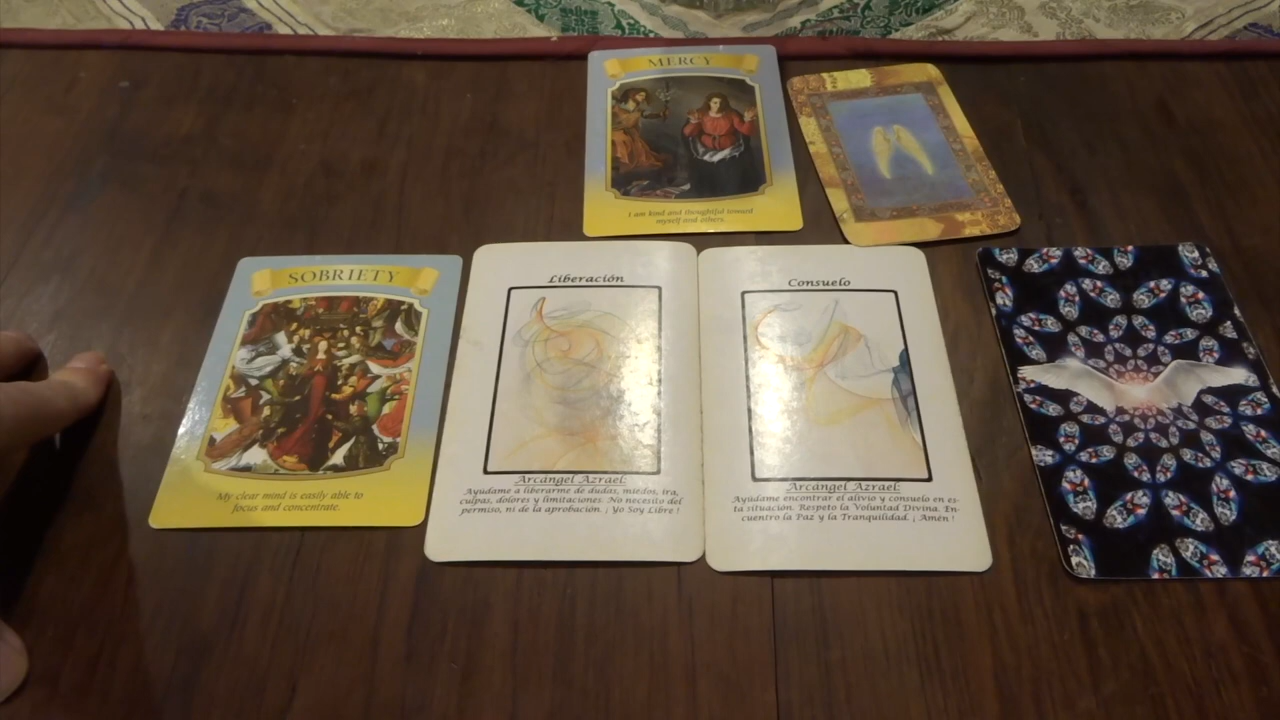 MERCY
I am kind and thoughtful toward
myself and others.
SOBRIETY
My clear mind is easily able to
focus and concentrate.
Liberación
Arcángel Azrael:
Ayúdame a liberarme de dudas, miedos, ira,
culpas, dolores y limitaciones. No necesito del
permiso, ni de la aprobación. ¡ Yo Soy Libre !
Consuelo
Arcángel Azrael:
Ayúdame encontrar el alivio y consuelo en es-
ta situación. Respeto la Voluntad Divina. En-
cuentro la Paz y la Tranquilidad. ¡ Amén !